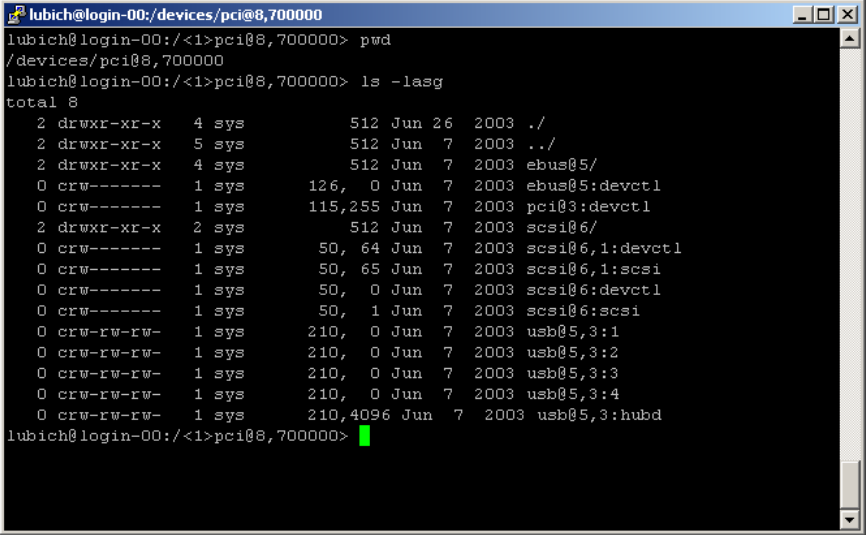 lubich@login-00:/devices/pci@8,700000
lubich@login-00:/<1>pci@8,700000> pwd
/devices/pci@8,700000
lubich@login-00:/<1>pci@8,700000> ls -lasg
total 8
   2 drwxr-xr-x   4 sys          512 Jun 26  2003 ./
   2 drwxr-xr-x   5 sys          512 Jun  7  2003 ../
   2 drwxr-xr-x   4 sys          512 Jun  7  2003 ebus@5/
   0 crw-------   1 sys      126,  0 Jun  7  2003 ebus@5:devctl
   0 crw-------   1 sys      115,255 Jun  7  2003 pci@3:devctl
   2 drwxr-xr-x   2 sys          512 Jun  7  2003 scsi@6/
   0 crw-------   1 sys       50, 64 Jun  7  2003 scsi@6,1:devctl
   0 crw-------   1 sys       50, 65 Jun  7  2003 scsi@6,1:scsi
   0 crw-------   1 sys       50,  0 Jun  7  2003 scsi@6:devctl
   0 crw-------   1 sys       50,  1 Jun  7  2003 scsi@6:scsi
   0 crw-rw-rw-   1 sys      210,  0 Jun  7  2003 usb@5,3:1
   0 crw-rw-rw-   1 sys      210,  0 Jun  7  2003 usb@5,3:2
   0 crw-rw-rw-   1 sys      210,  0 Jun  7  2003 usb@5,3:3
   0 crw-rw-rw-   1 sys      210,  0 Jun  7  2003 usb@5,3:4
   0 crw-rw-rw-   1 sys      210,4096 Jun  7  2003 usb@5,3:hubd
lubich@login-00:/<1>pci@8,700000>